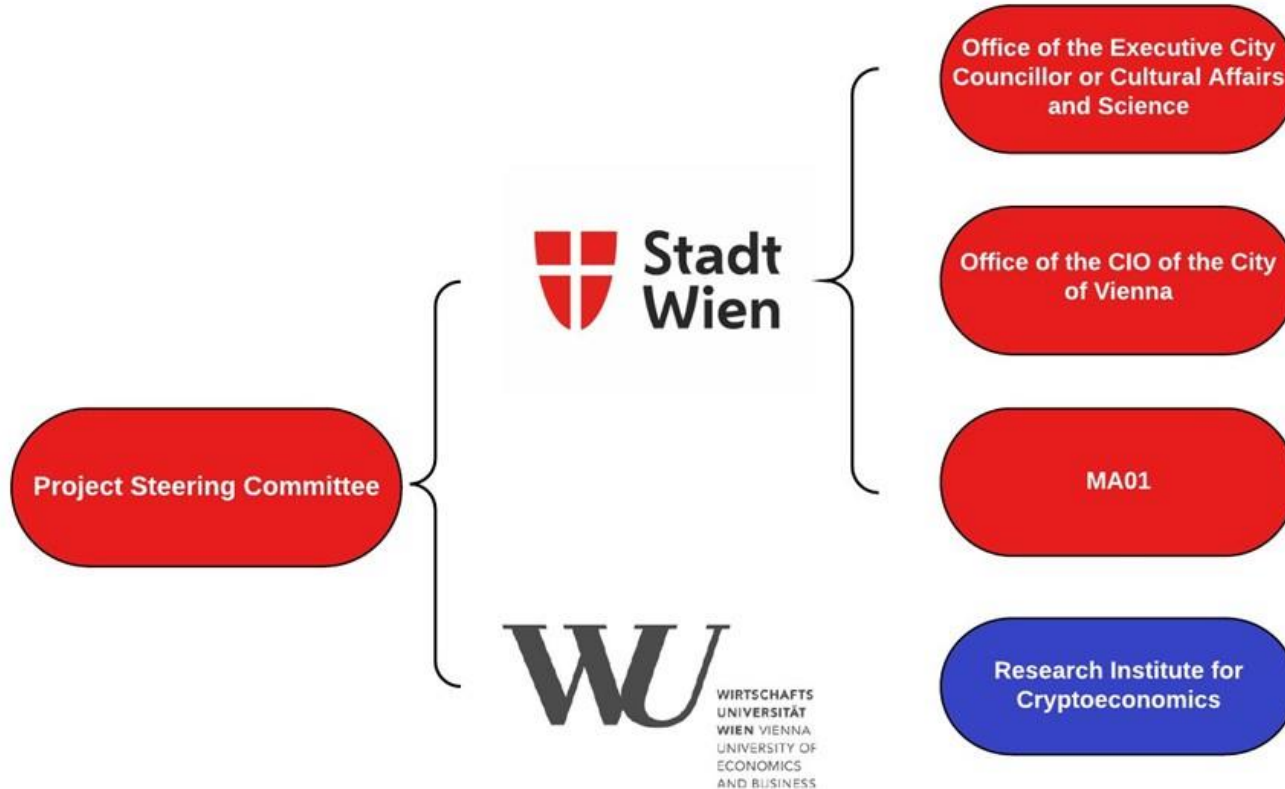 Office of the Executive City
Councillor or Cultural Affairs
and Science
Stadt
Wien
Office of the CIO of the City
of Vienna
Project Steering Committee
MA01
WU
WIRTSCHAFTS
UNIVERSITÄT
WIEN VIENNA
UNIVERSITY OF
ECONOMICS
AND BUSINESS
Research Institute for
Cryptoeconomics